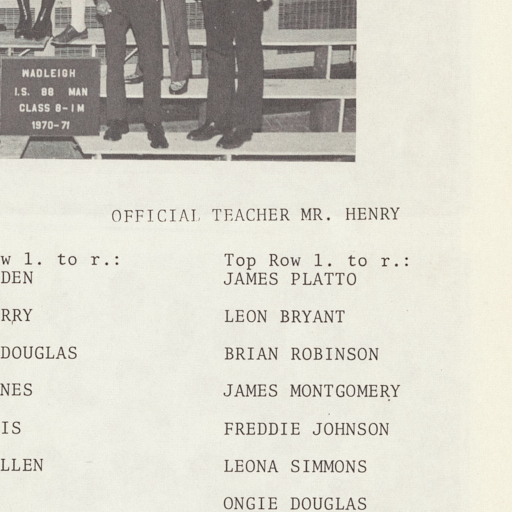 WADLEIGH
I.S. 88 MAN
CLASS 8-1M
1970-71
OFFICIAL TEACHER MR. HENRY
w l. to r.:
DEN
RRY
DOUGLAS
NES
IS
LLEN
Top Row l. to r.:
JAMES PLATTO
LEON BRYANT
BRIAN ROBINSON
JAMES MONTGOMERY
FREDDIE JOHNSON
LEONA SIMMONS
ONGIE DOUGLAS